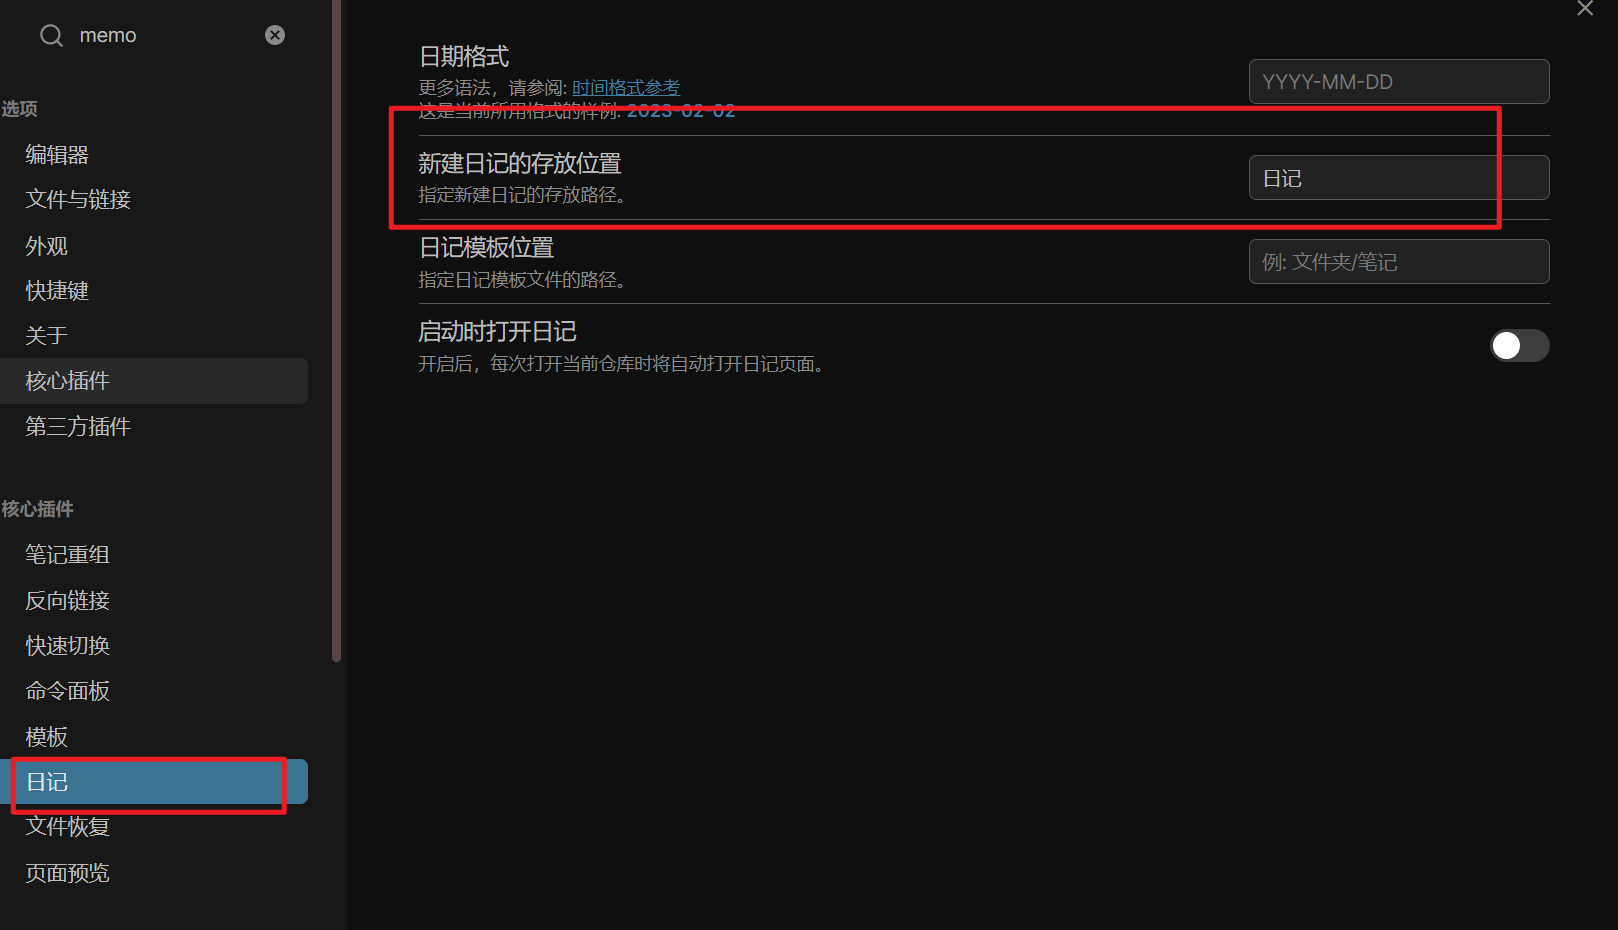 memo
选项
编辑器
文件与链接
外观
快捷键
关于
核心插件
第三方插件
核心插件
笔记重组
反向链接
快速切换
命令面板
模板
日记
文件恢复
页面预览
日期格式
更多语法，请参阅: 时间格式参考
这是当前所用格式的样例: 2023-02-02
YYYY-MM-DD
新建日记的存放位置
指定新建日记的存放路径。
日记
日记模板位置
指定日记模板文件的路径。
例: 文件夹/笔记
启动时打开日记
开启后，每次打开当前仓库时将自动打开日记页面。